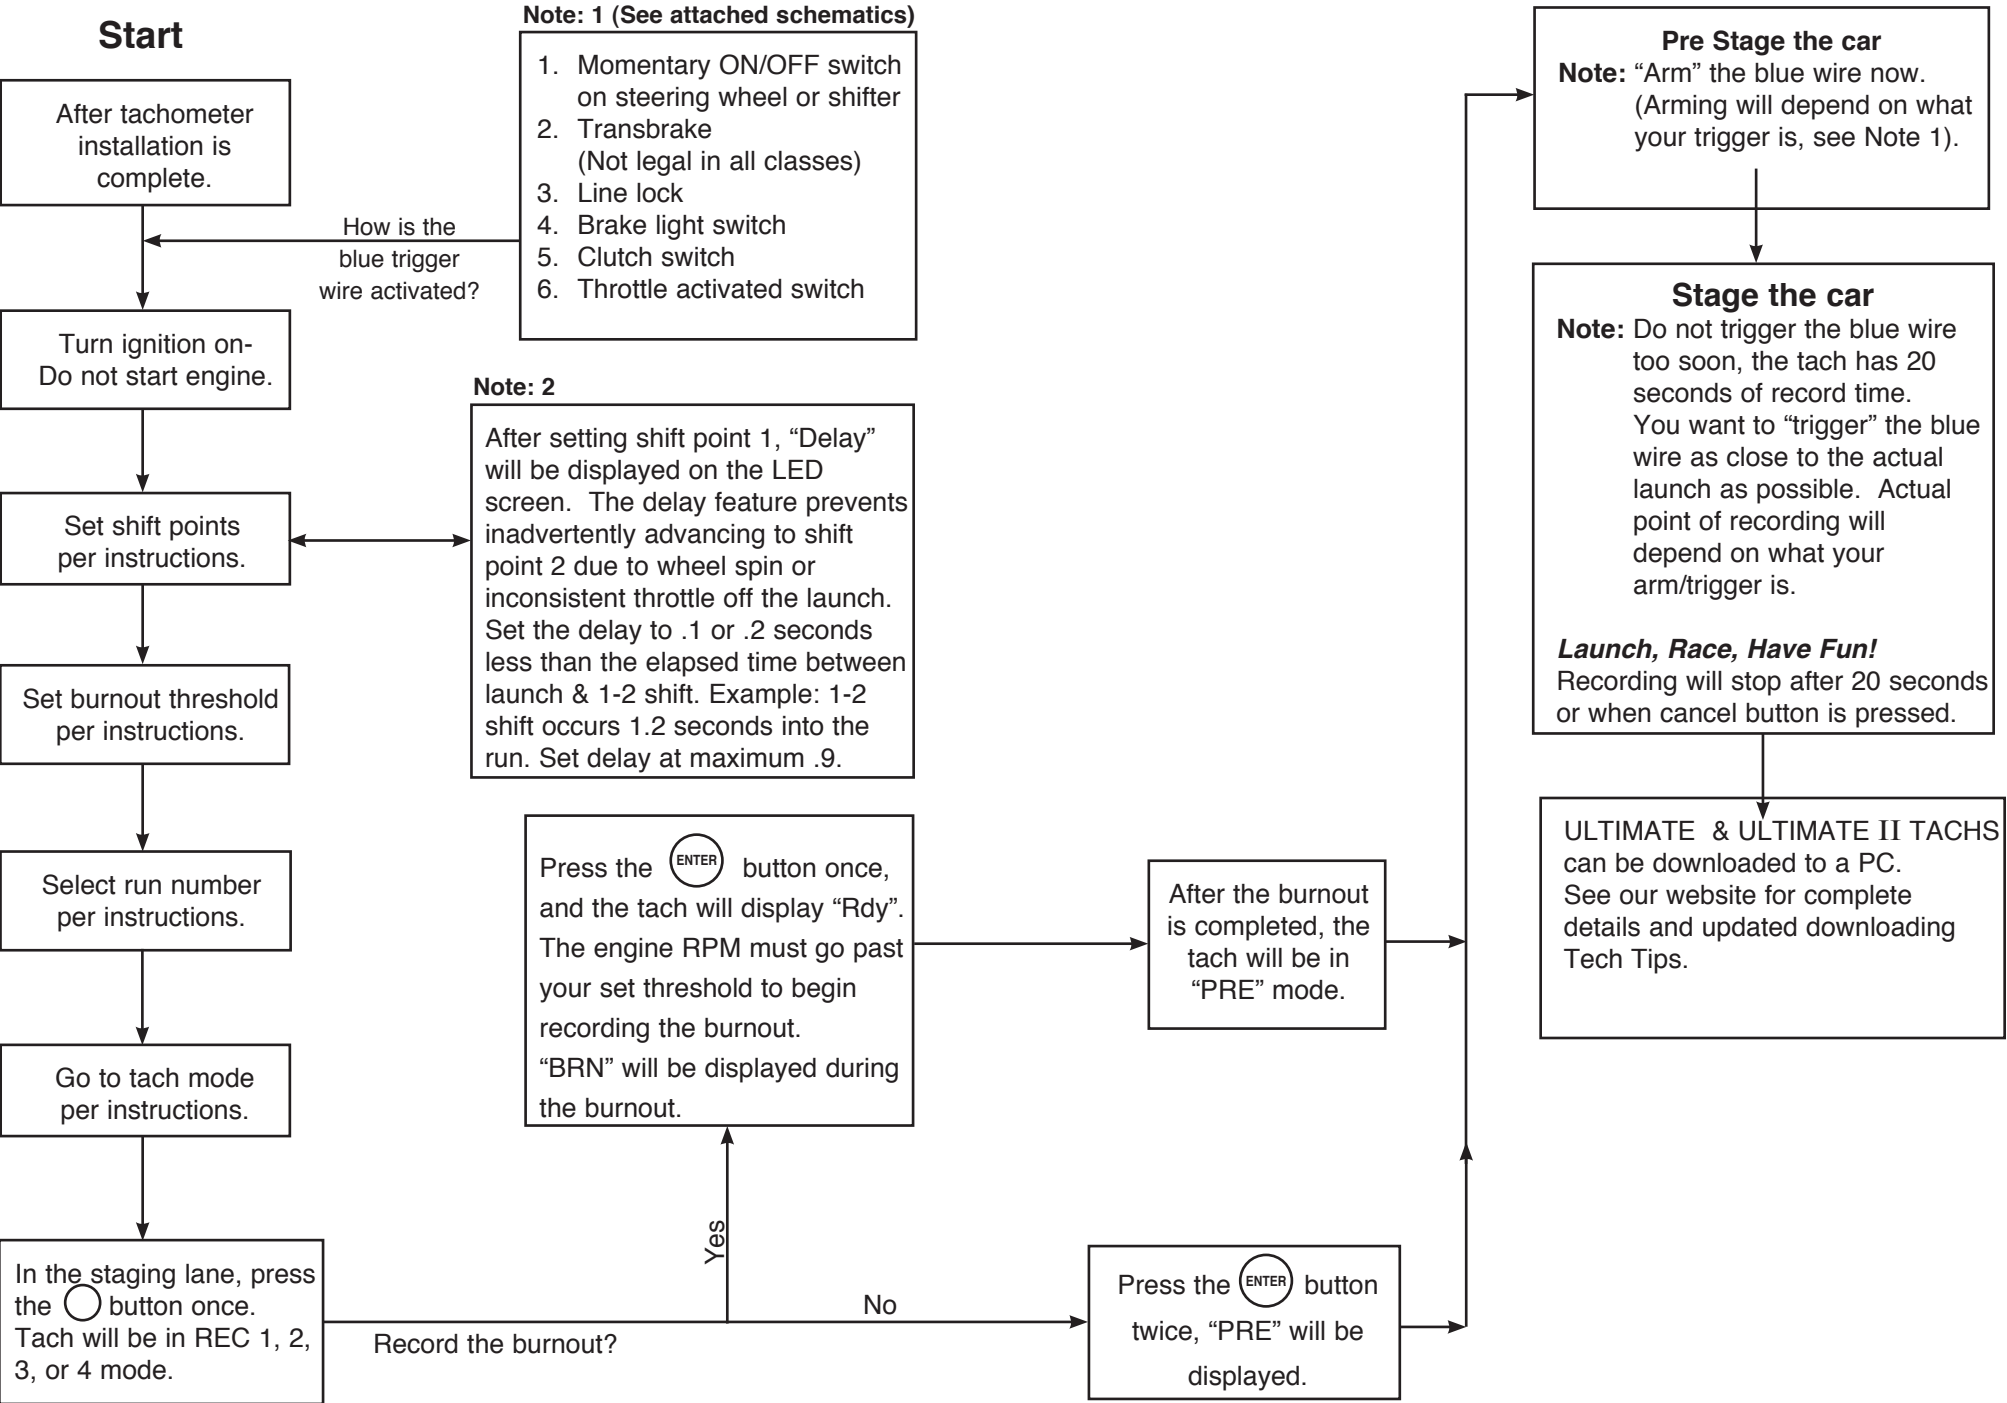 Start
After tachometer
installation is
complete.
How is the
blue trigger
wire activated?
Note: 1 (See attached schematics)
1. Momentary ON/OFF switch
on steering wheel or shifter
2. Transbrake
(Not legal in all classes)
3. Line lock
4. Brake light switch
5. Clutch switch
6. Throttle activated switch
Turn ignition on-
Do not start engine.
Set shift points
per instructions.
Note: 2
After setting shift point 1, “Delay”
will be displayed on the LED
screen. The delay feature prevents
inadvertently advancing to shift
point 2 due to wheel spin or
inconsistent throttle off the launch.
Set the delay to .1 or .2 seconds
less than the elapsed time between
launch & 1-2 shift. Example: 1-2
shift occurs 1.2 seconds into the
run. Set delay at maximum .9.
Set burnout threshold
per instructions.
Select run number
per instructions.
Go to tach mode
per instructions.
In the staging lane, press
the button once.
Tach will be in REC 1, 2,
3, or 4 mode.
Record the burnout?
Yes
No
Press the ENTER button once,
and the tach will display “Rdy”.
The engine RPM must go past
your set threshold to begin
recording the burnout.
“BRN” will be displayed during
the burnout.
After the burnout
is completed, the
tach will be in
“PRE” mode.
Press the ENTER button
twice, “PRE” will be
displayed.
Pre Stage the car
Note: “Arm” the blue wire now.
(Arming will depend on what
your trigger is, see Note 1).
Stage the car
Note: Do not trigger the blue wire
too soon, the tach has 20
seconds of record time.
You want to “trigger” the blue
wire as close to the actual
launch as possible. Actual
point of recording will
depend on what your
arm/trigger is.
Launch, Race, Have Fun!
Recording will stop after 20 seconds
or when cancel button is pressed.
ULTIMATE & ULTIMATE II TACHS
can be downloaded to a PC.
See our website for complete
details and updated downloading
Tech Tips.